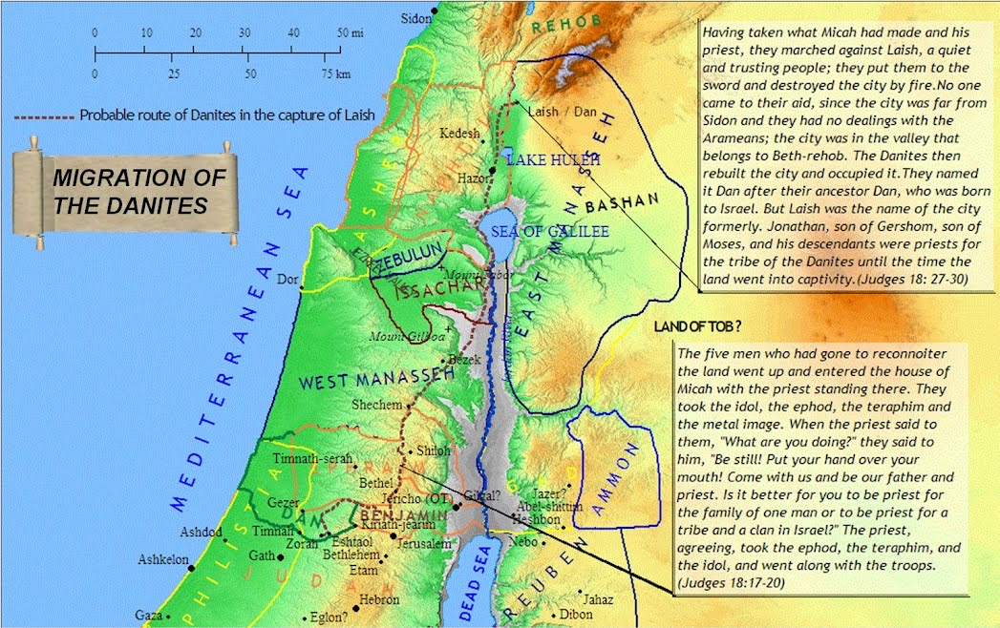 Sidon
REHOB
0 10 20 30 40 50 mi
0 25 50 75 km
Probable route of Danites in the capture of Laish
MIGRATION OF
THE DANITES
Having taken what Micah had made and his
priest, they marched against Laish, a quiet
and trusting people; they put them to the
sword and destroyed the city by fire.No one
came to their aid, since the city was far from
Sidon and they had no dealings with the
Arameans; the city was in the valley that
belongs to Beth-rehob. The Danites then
rebuilt the city and occupied it.They named
it Dan after their ancestor Dan, who was born
to Israel. But Laish was the name of the city
formerly. Jonathan, son of Gershom, son of
Moses, and his descendants were priests for
the tribe of the Danites until the time the
land went into captivity.(Judges 18: 27-30)
Laish / Dan
Kedesh
LAKE HULEH
Hazor
ASHER
BASHAN
SEA OF GALILEE
EAST MANASSEH
MEDITERRANEAN SEA
ZEBULUN
Mount Tabor
Dor
ISSACHAR
Mount Gilboa
Jordan River
LAND OF TOB ?
Bezek
WEST MANASSEH
Shechem
The five men who had gone to reconnoiter
the land went up and entered the house of
Micah with the priest standing there. They
took the idol, the ephod, the teraphim and
the metal image. When the priest said to
them, "What are you doing?" they said to
him, "Be still! Put your hand over your
mouth! Come with us and be our father and
priest. Is it better for you to be priest for
the family of one man or to be priest for a
tribe and a clan in Israel?" The priest,
agreeing, took the ephod, the teraphim, and
the idol, and went along with the troops.
(Judges 18:17-20)
Shiloh
Timnath-serah
EPHRAIM
Bethel
AMMON
Jazer?
Gezer
Jericho (OT
Gilgal?
Abel-shittim
DAN
BENJAMIN
Heshbon
Kiriath-jearim
Ashdod
Timnah
Zorah
Eshtaol
Jerusalem
Nebo
Gath
Bethlehem
Ashkelon
Etam
PHILISTIA
JUDAH
DEAD SEA
REUBEN
Hebron
Jahaz
Gaza
Eglon?
Dibon